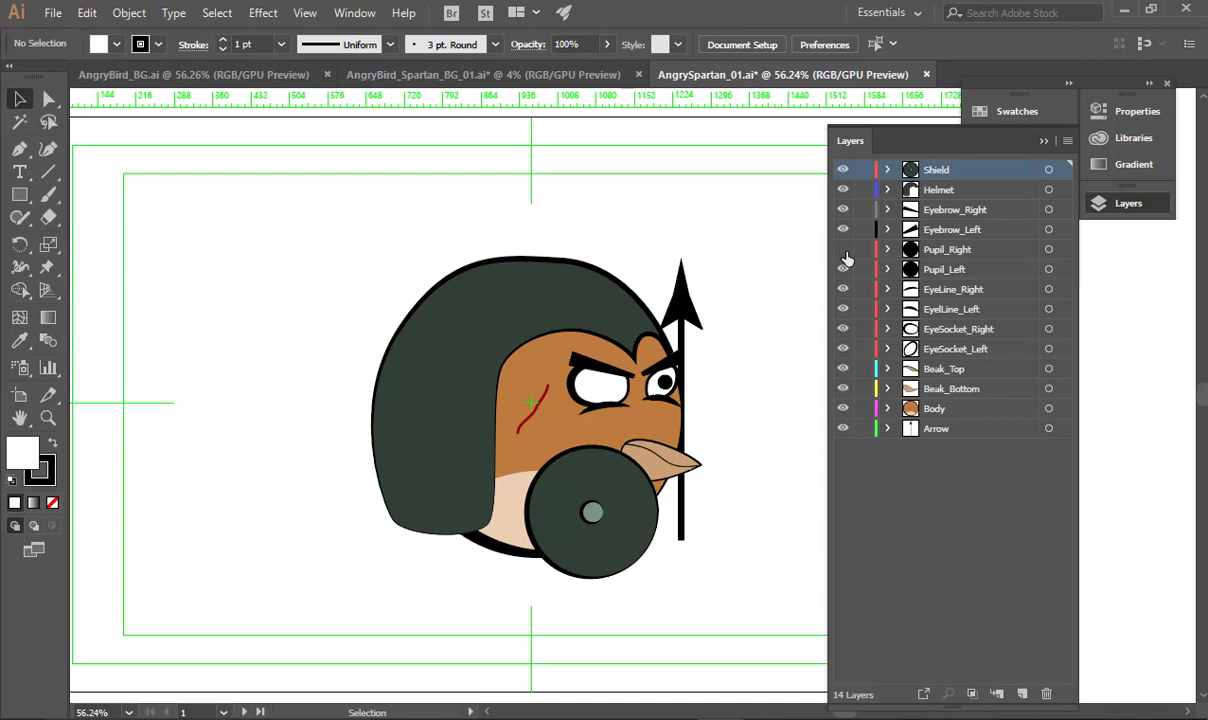 Ai File Edit Object Type Select Effect View Window Help Br St Essentials Search Adobe Stock
No Selection Stroke: 1 pt Uniform 3 pt. Round Opacity: 100% Style: Document Setup Preferences
AngryBird_BG.ai @ 56.26% (RGB/GPU Preview) AngryBird_Spartan_BG_01.ai* @ 4% (RGB/GPU Preview) AngrySpartan_01.ai* @ 56.24% (RGB/GPU Preview)
144 216 288 360 432 504 576 648 720 792 864 936 1008 1080 1152 1224 1296 1368 1440 1512 1584 1656 1728
Swatches
Properties
Libraries
Gradient
Layers
Layers
Shield
Helmet
Eyebrow_Right
Eyebrow_Left
Pupil_Right
Pupil_Left
EyeLine_Right
EyelLine_Left
EyeSocket_Right
EyeSocket_Left
Beak_Top
Beak_Bottom
Body
Arrow
14 Layers
56.24% 1 Selection